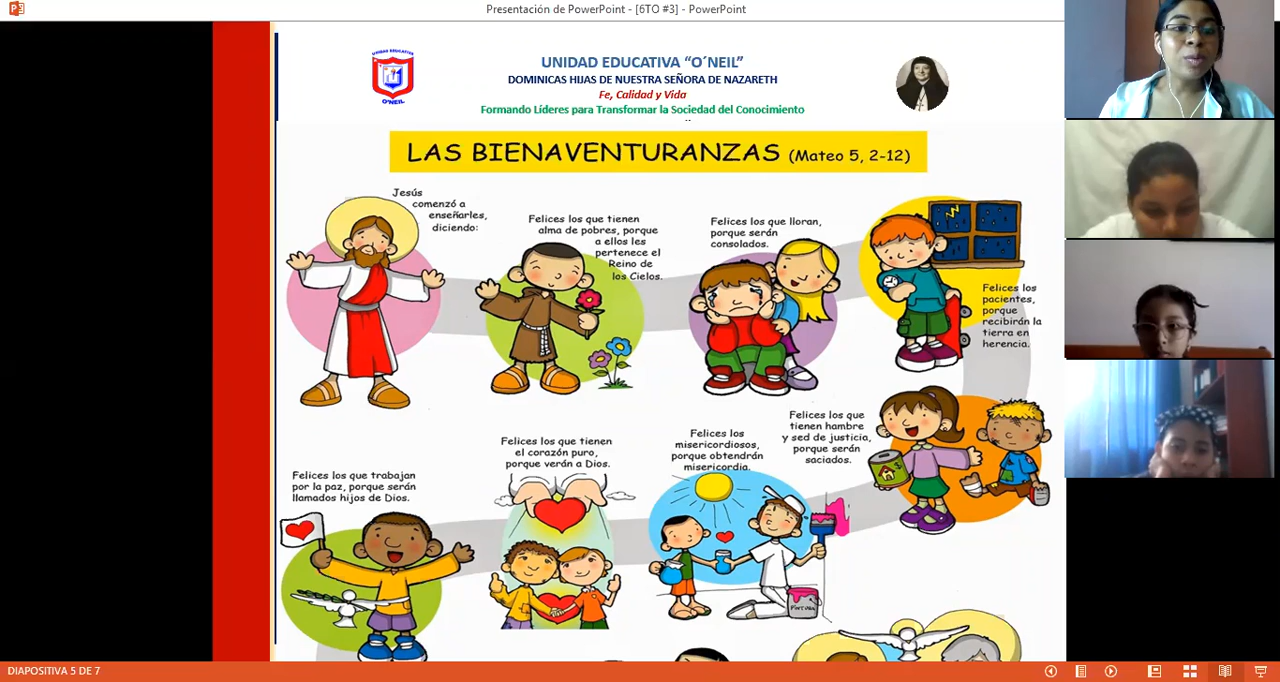 Presentación de PowerPoint - [6TO #3] - PowerPoint
UNIDAD EDUCATIVA
O´NEIL
UNIDAD EDUCATIVA “O´NEIL”
DOMINICAS HIJAS DE NUESTRA SEÑORA DE NAZARETH
Fe, Calidad y Vida
Formando Líderes para Transformar la Sociedad del Conocimiento
LAS BIENAVENTURANZAS (Mateo 5, 2-12)
Jesús
comenzó a
enseñarles,
diciendo:
Felices los que tienen
alma de pobres, porque
a ellos les
pertenece el
Reino de
los Cielos.
Felices los que lloran,
porque serán
consolados.
Felices los
pacientes,
porque
recibirán la
tierra en
herencia.
Felices los que
tienen hambre
y sed de justicia,
porque serán
saciados.
Felices los
misericordiosos,
porque obtendrán
misericordia.
Felices los que tienen
el corazón puro,
porque verán a Dios.
Felices los que trabajan
por la paz, porque serán
llamados hijos de Dios.
DIAPOSITIVA 5 DE 7